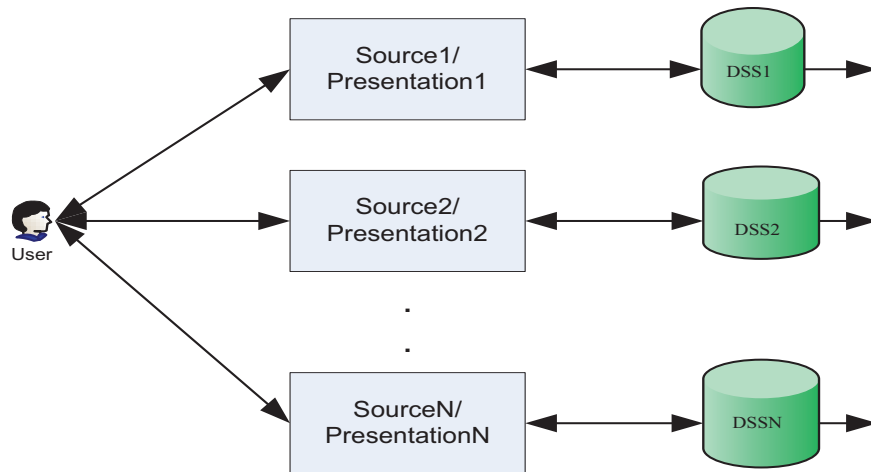 Source1/
Presentation1
DSS1
User
Source2/
Presentation2
DSS2
.
.
SourceN/
PresentationN
DSSN